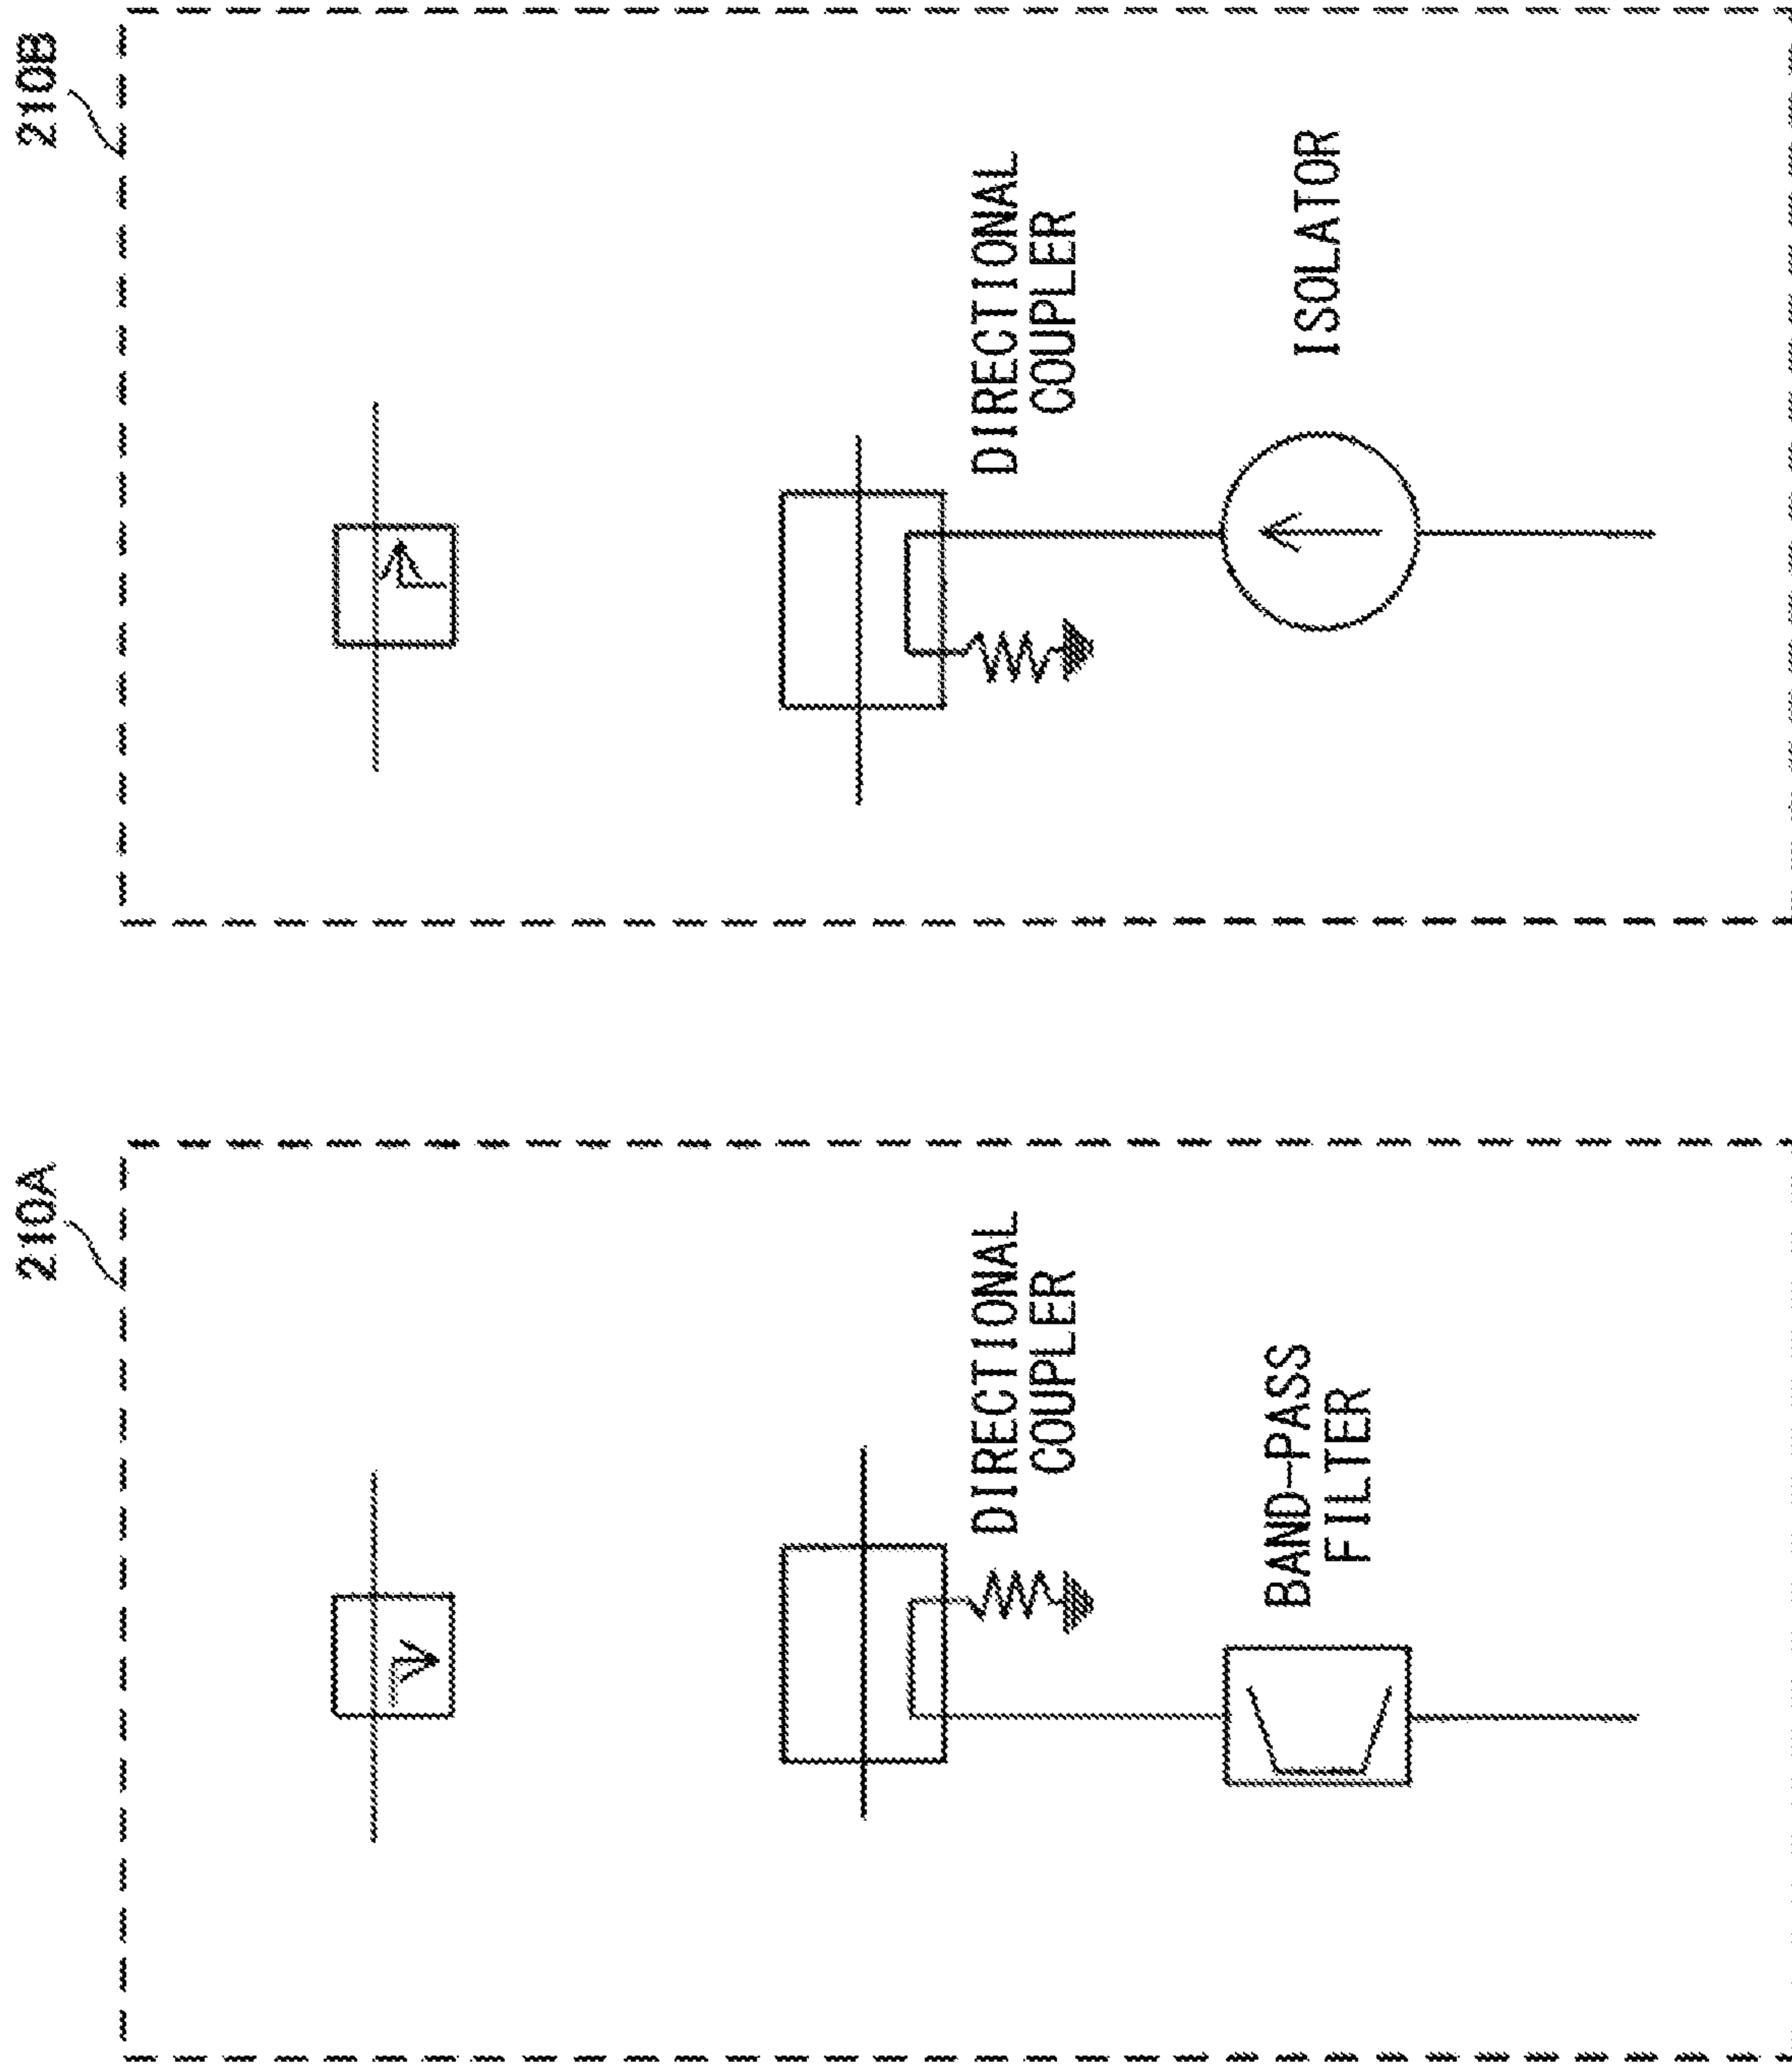 210A
DIRECTIONAL
COUPLER
BAND-PASS
FILTER
210B
DIRECTIONAL
COUPLER
ISOLATOR